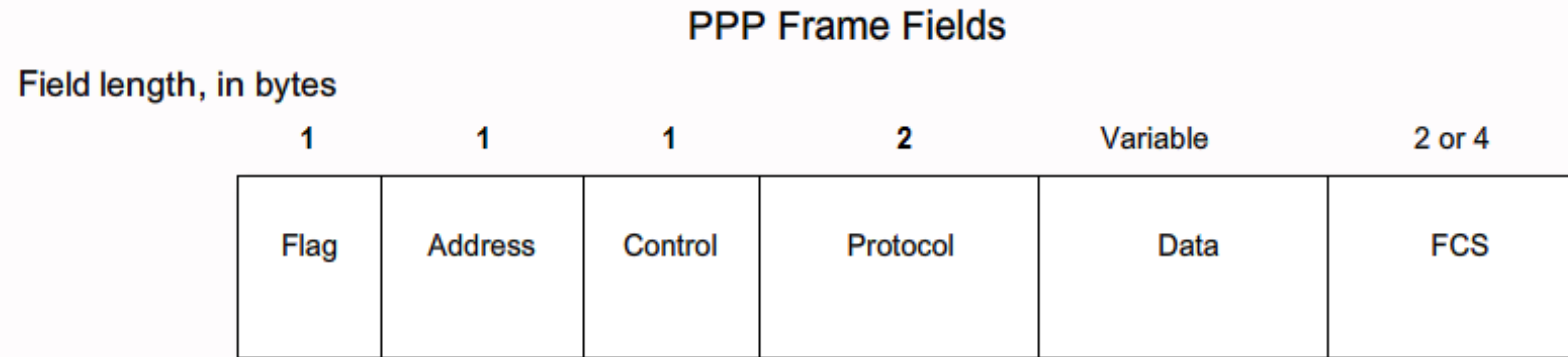 PPP Frame Fields
Field length, in bytes
1 1 1 2 Variable 2 or 4
Flag Address Control Protocol Data FCS